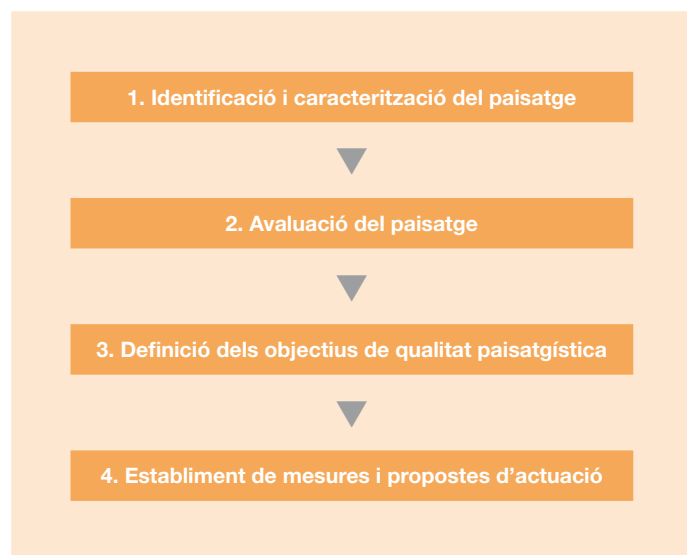 1. Identificació i caracterització del paisatge
2. Avaluació del paisatge
3. Definició dels objectius de qualitat paisatgística
4. Establiment de mesures i propostes d’actuació